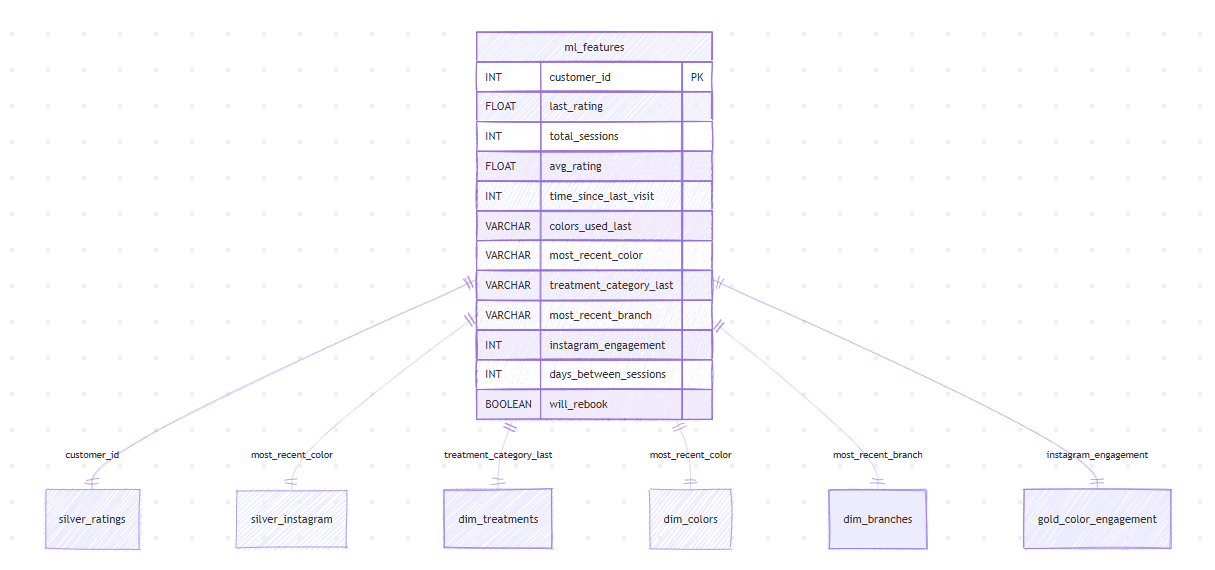 ml_features
INT customer_id PK
FLOAT last_rating
INT total_sessions
FLOAT avg_rating
INT time_since_last_visit
VARCHAR colors_used_last
VARCHAR most_recent_color
VARCHAR treatment_category_last
VARCHAR most_recent_branch
INT instagram_engagement
INT days_between_sessions
BOOLEAN will_rebook
customer_id most_recent_color treatment_category_last most_recent_color most_recent_branch instagram_engagement
silver_ratings silver_instagram dim_treatments dim_colors dim_branches gold_color_engagement